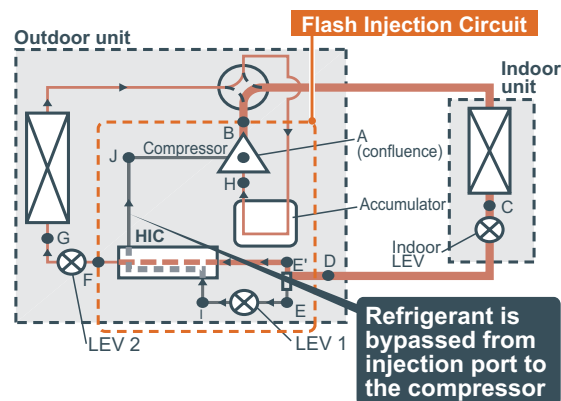 Flash Injection Circuit
Outdoor unit
Indoor
unit
B
A
(confluence)
Compressor
J
H
Accumulator
C
G
HIC
Indoor
LEV
F
E'
D
I
E
LEV 2
LEV 1
Refrigerant is
bypassed from
injection port to
the compressor